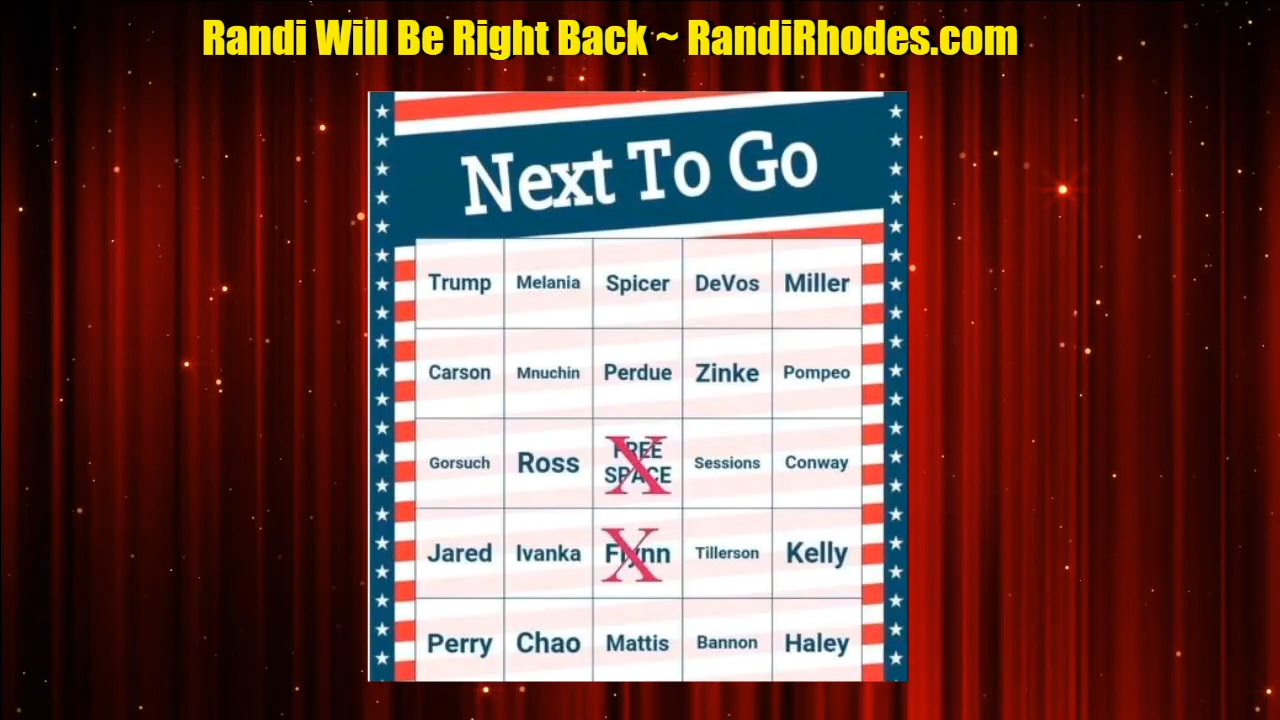 Randi Will Be Right Back ~ RandiRhodes.com
Next To Go
Trump Melania Spicer DeVos Miller
Carson Mnuchin Perdue Zinke Pompeo
Gorsuch Ross FREE SPACE Sessions Conway
Jared Ivanka Flynn Tillerson Kelly
Perry Chao Mattis Bannon Haley